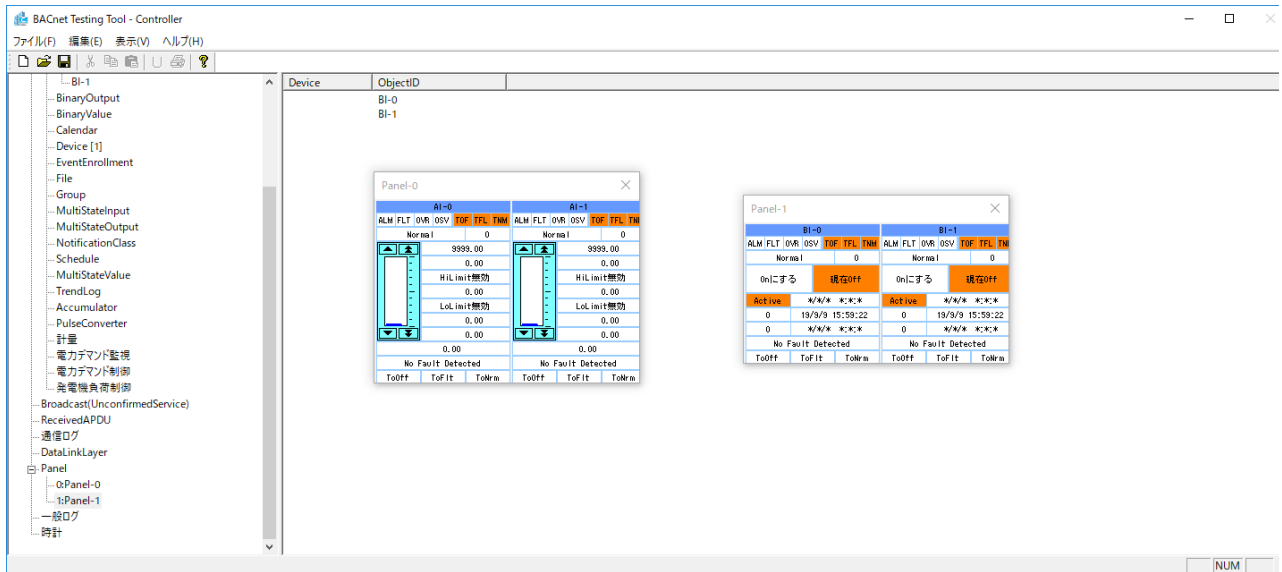 BACnet Testing Tool - Controller
ファイル(F) 編集(E) 表示(V) ヘルプ(H)
BI-1
BinaryOutput
BinaryValue
Calendar
Device [1]
EventEnrollment
File
Group
MultiStateInput
MultiStateOutput
NotificationClass
Schedule
MultiStateValue
TrendLog
Accumulator
PulseConverter
計量
電力デマンド監視
電力デマンド制御
発電機負荷制御
Broadcast(UnconfirmedService)
ReceivedAPDU
通信ログ
DataLinkLayer
Panel
0:Panel-0
1:Panel-1
一般ログ
時計
Device ObjectID
BI-0
BI-1
Panel-0
AI-0 AI-1
ALM FLT OVR OSV TOF TFL TNM ALM FLT OVR OSV TOF TFL TNM
Normal 0 Normal 0
9999.00 9999.00
0.00 0.00
HiLimit無効 HiLimit無効
0.00 0.00
LoLimit無効 LoLimit無効
0.00 0.00
0.00 0.00
0.00 0.00
No Fault Detected No Fault Detected
ToOff ToFlt ToNrm ToOff ToFlt ToNrm
Panel-1
BI-0 BI-1
ALM FLT OVR OSV TOF TFL TNM ALM FLT OVR OSV TOF TFL TN
Normal 0 Normal 0
Onにする 現在Off Onにする 現在Off
Active */*/* *:*:* Active */*/* *:*:*
0 19/9/9 15:59:22 0 19/9/9 15:59:22
0 */*/* *:*:* 0 */*/* *:*:*
No Fault Detected No Fault Detected
ToOff ToFlt ToNrm ToOff ToFlt ToNrm
NUM